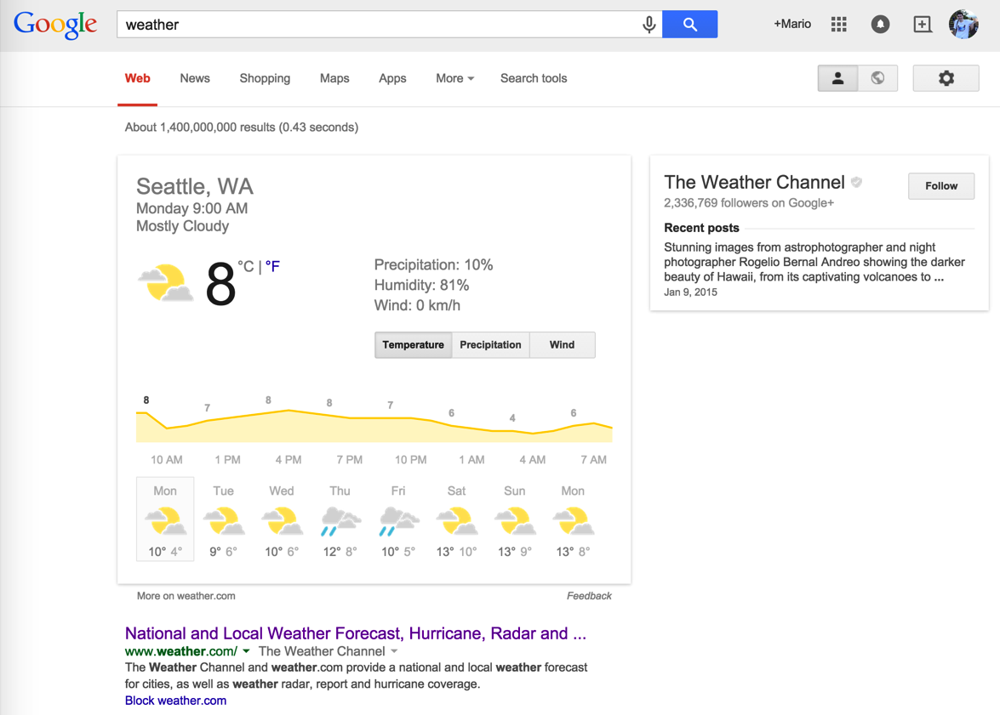 Google
weather
+Mario
Web News Shopping Maps Apps More Search tools
About 1,400,000,000 results (0.43 seconds)
Seattle, WA
Monday 9:00 AM
Mostly Cloudy
8 °C | °F
Precipitation: 10%
Humidity: 81%
Wind: 0 km/h
Temperature Precipitation Wind
8 7 8 8 7 6 4 6
10 AM 1 PM 4 PM 7 PM 10 PM 1 AM 4 AM 7 AM
Mon Tue Wed Thu Fri Sat Sun Mon
10° 4° 9° 6° 10° 6° 12° 8° 10° 5° 13° 10° 13° 9° 13° 8°
More on weather.com Feedback
The Weather Channel
Follow
2,336,769 followers on Google+
Recent posts
Stunning images from astrophotographer and night
photographer Rogelio Bernal Andreo showing the darker
beauty of Hawaii, from its captivating volcanoes to ...
Jan 9, 2015
National and Local Weather Forecast, Hurricane, Radar and ...
www.weather.com/ The Weather Channel
The Weather Channel and weather.com provide a national and local weather forecast
for cities, as well as weather radar, report and hurricane coverage.
Block weather.com